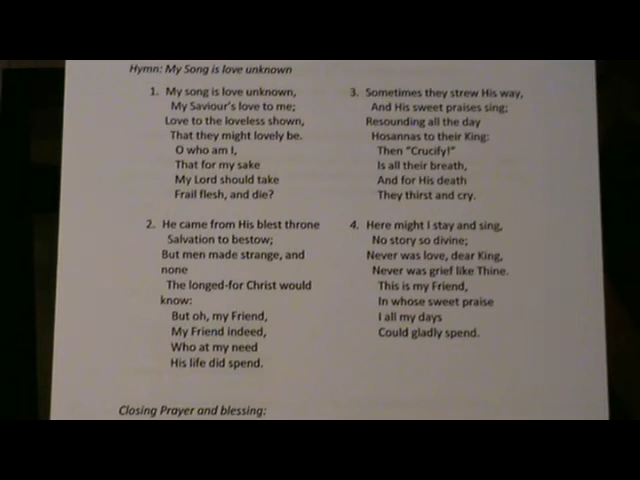 Hymn: My Song is love unknown
1. My song is love unknown,
My Saviour's love to me;
Love to the loveless shown,
That they might lovely be.
O who am I,
That for my sake
My Lord should take
Frail flesh, and die?
2. He came from His blest throne
Salvation to bestow;
But men made strange, and
none
The longed-for Christ would
know:
But oh, my Friend,
My Friend indeed,
Who at my need
His life did spend.
3. Sometimes they strew His way,
And His sweet praises sing;
Resounding all the day
Hosannas to their King:
Then "Crucify!"
Is all their breath,
And for His death
They thirst and cry.
4. Here might I stay and sing,
No story so divine;
Never was love, dear King,
Never was grief like Thine.
This is my Friend,
In whose sweet praise
I all my days
Could gladly spend.
Closing Prayer and blessing: